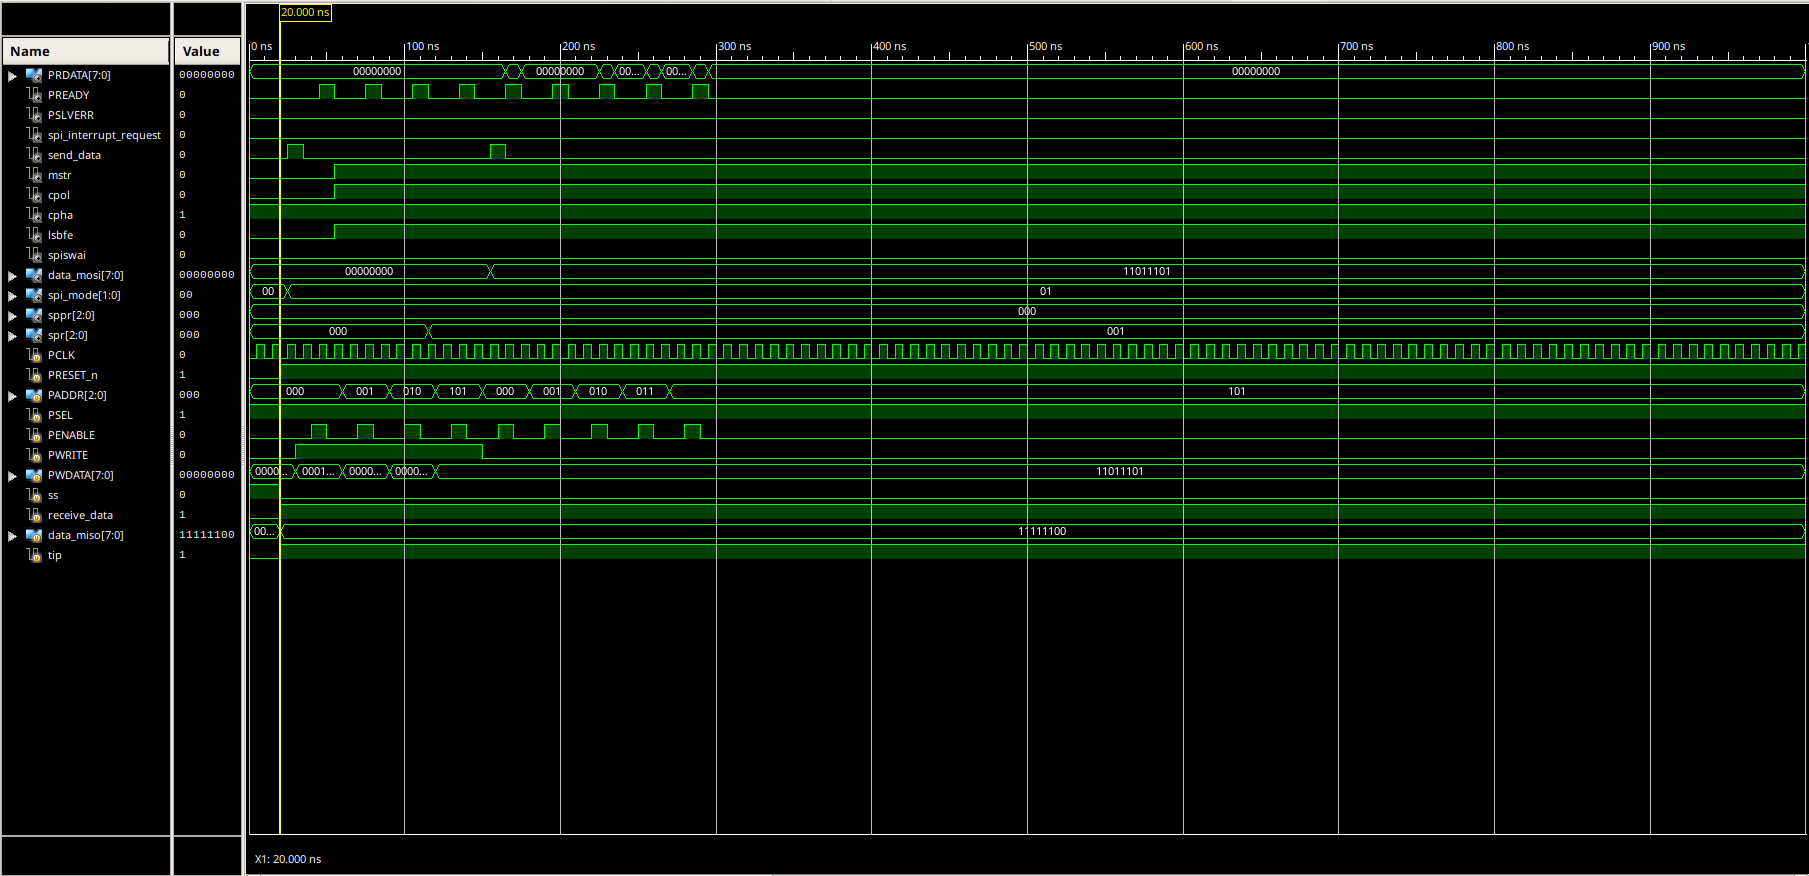 20.000 ns
Name Value
0 ns 100 ns 200 ns 300 ns 400 ns 500 ns 600 ns 700 ns 800 ns 900 ns
PRDATA[7:0] 00000000 00000000 00000000 00... 00... 00000000
PREADY 0
PSLVERR 0
spi_interrupt_request 0
send_data 0
mstr 0
cpol 0
cpha 1
lsbfe 0
spiswai 0
data_mosi[7:0] 00000000 00000000 11011101
spi_mode[1:0] 00 00 01
sppr[2:0] 000 000
spr[2:0] 000 000 001
PCLK 0
PRESET_n 1
PADDR[2:0] 000 000 001 010 101 000 001 010 011 101
PSEL 1
PENABLE 0
PWRITE 0
PWDATA[7:0] 00000000 0000... 0001... 0000... 0000... 11011101
ss 0
receive_data 1
data_miso[7:0] 11111100 00... 11111100
tip 1
X1: 20.000 ns